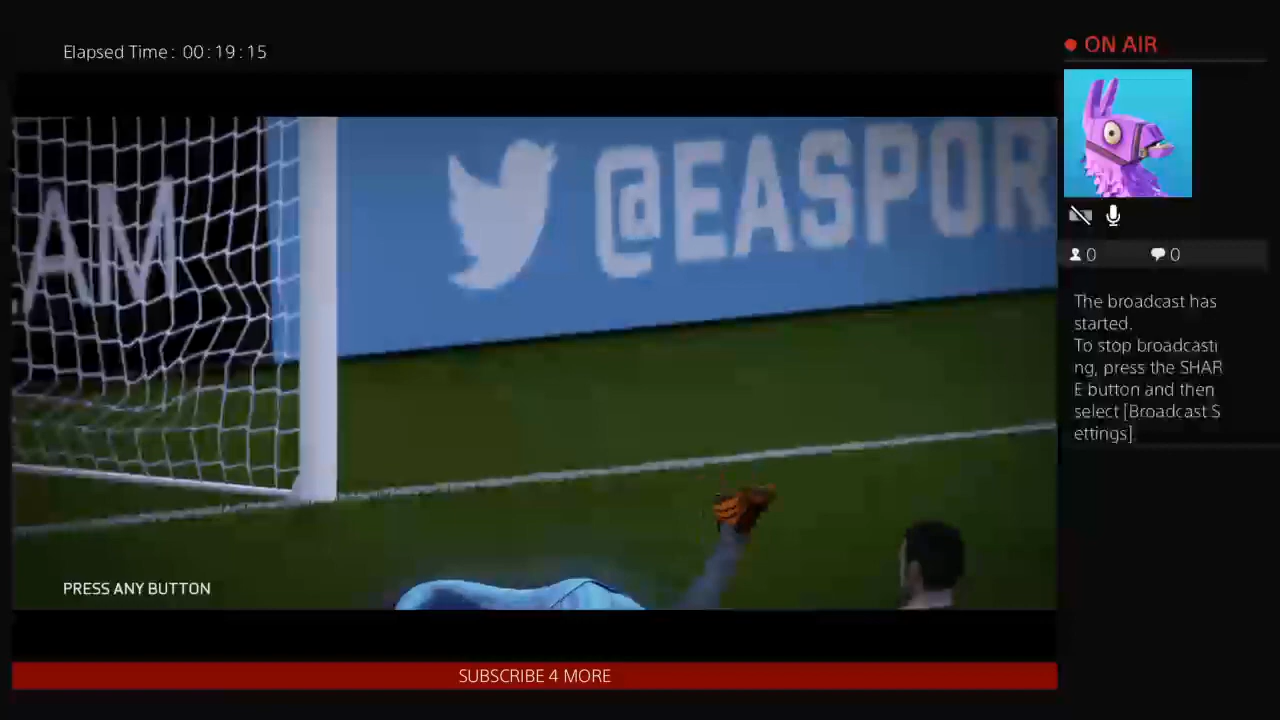 Elapsed Time: 00:19:15
ON AIR
AM
@EASPOR
0
0
The broadcast has
started.
To stop broadcasti
ng, press the SHAR
E button and then
select [Broadcast S
ettings].
PRESS ANY BUTTON
SUBSCRIBE 4 MORE